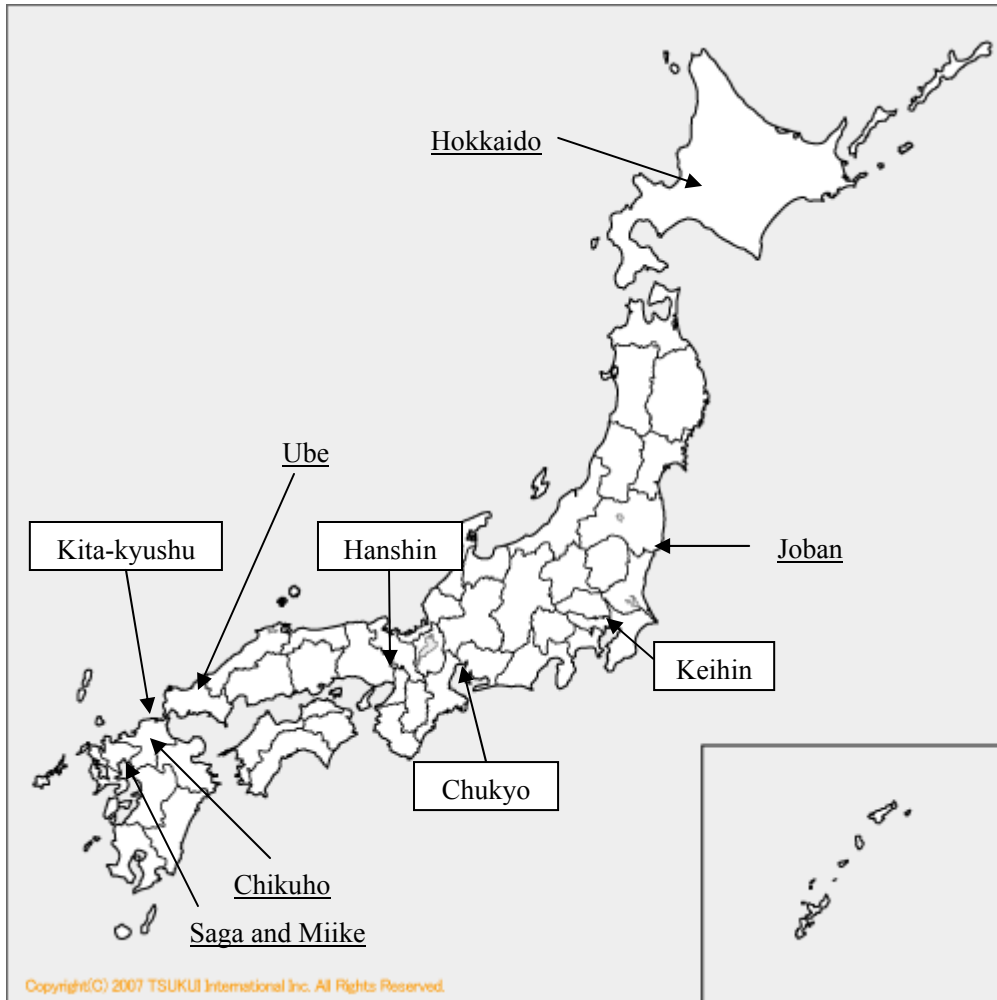 Hokkaido
Ube
Kita-kyushu
Hanshin
Joban
Keihin
Chukyo
Chikuho
Saga and Miike
Copyright(C) 2007 TSUKUI International Inc. All Rights Reserved.